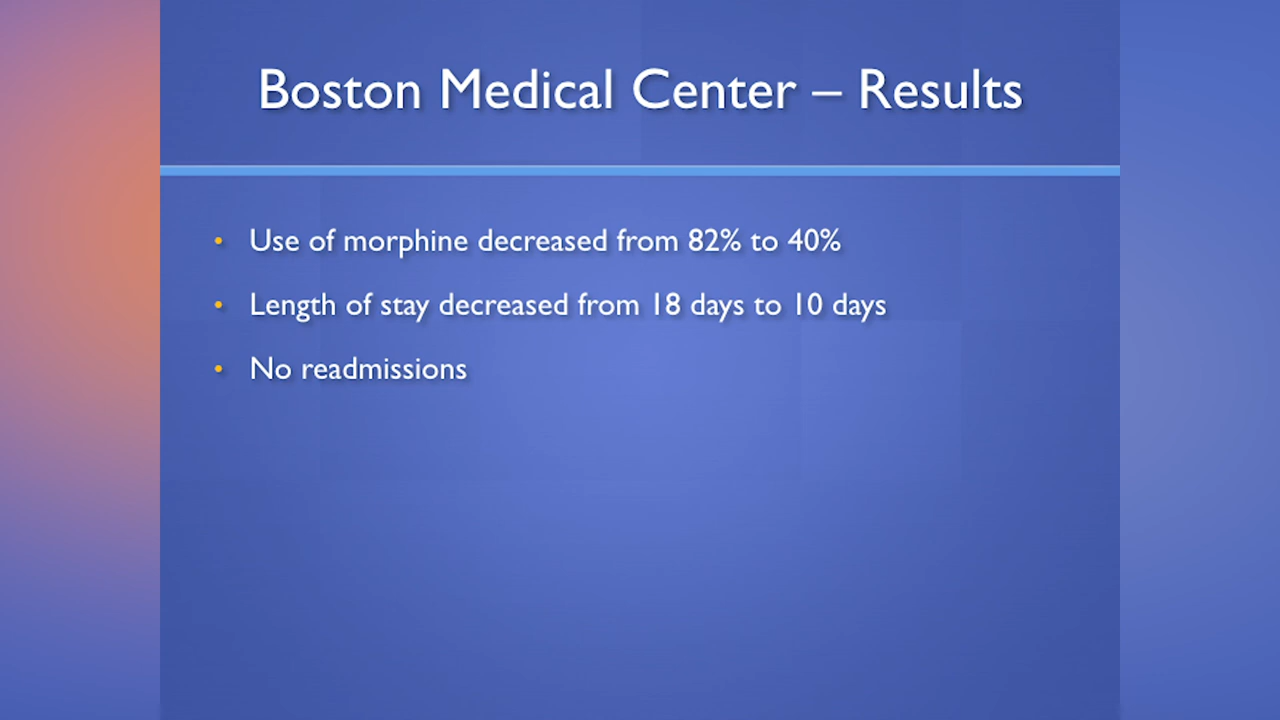 Boston Medical Center – Results
• Use of morphine decreased from 82% to 40%
• Length of stay decreased from 18 days to 10 days
• No readmissions